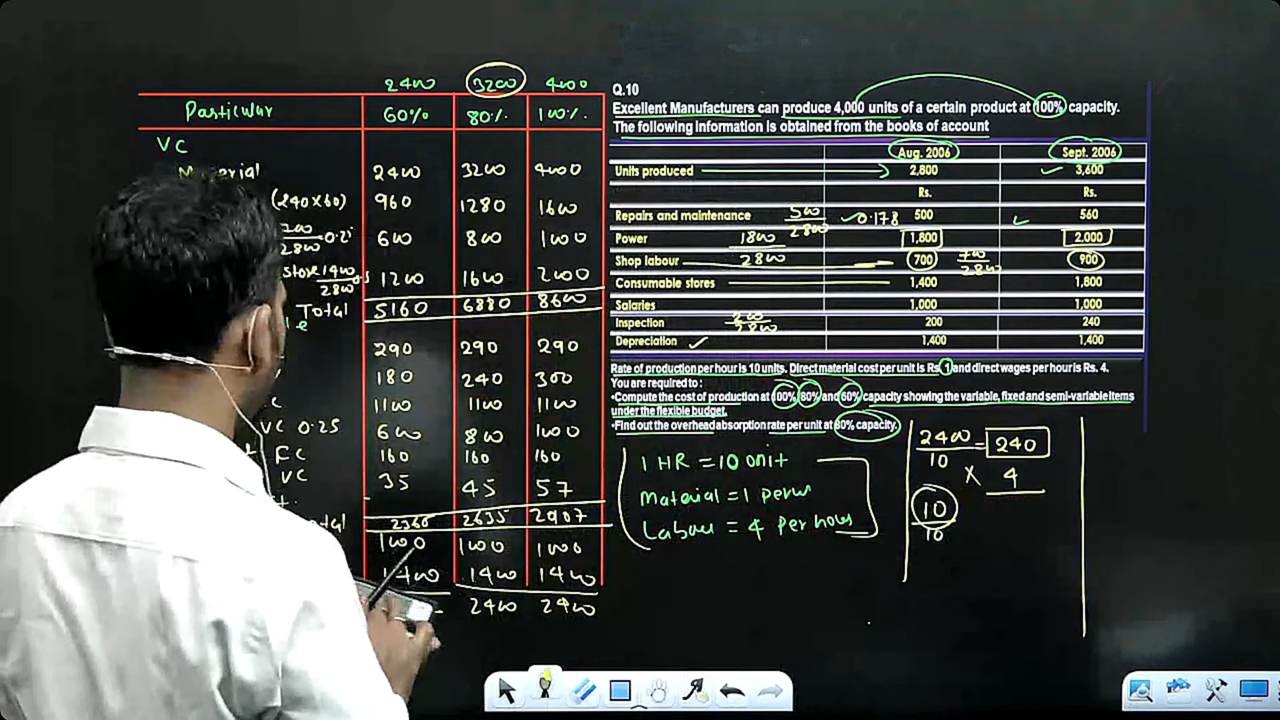 2400 3200 4000
Particular 60% 80%. 100%.
VC
Material 2400 3200 4000
(240x60) 960 1280 1600
700/2800 0.25 600 800 1000
store 1400/2800 1200 1600 2000
Total 5160 6880 8600
le
290 290 290
180 240 300
1100 1100 1100
VC 0.25 600 800 1000
FC 160 160 160
VC 35 45 57
2635 2907
1000 1000 1000
1400 1400 1400
2400 2400
Q.10
Excellent Manufacturers can produce 4,000 units of a certain product at 100% capacity.
The following information is obtained from the books of account
Aug. 2006 Sept. 2006
Units produced 2,800 3,600
Rs. Rs.
Repairs and maintenance 500/2800 0.178 500 560
Power 1800/2800 1,800 2,000
Shop labour 700 700/2800 900
Consumable stores 1,400 1,800
Salaries 1,000 1,000
Inspection 200/2800 200 240
Depreciation 1,400 1,400
Rate of production per hour is 10 units. Direct material cost per unit is Rs. 1 and direct wages per hour is Rs. 4.
You are required to :
•Compute the cost of production at 100% 80% and 60% capacity showing the variable, fixed and semi-variable items
under the flexible budget.
•Find out the overhead absorption rate per unit at 80% capacity.
1 HR = 10 Unit
Material = 1 per
Labour = 4 per hours
2400/10 = 240
x 4
10/10